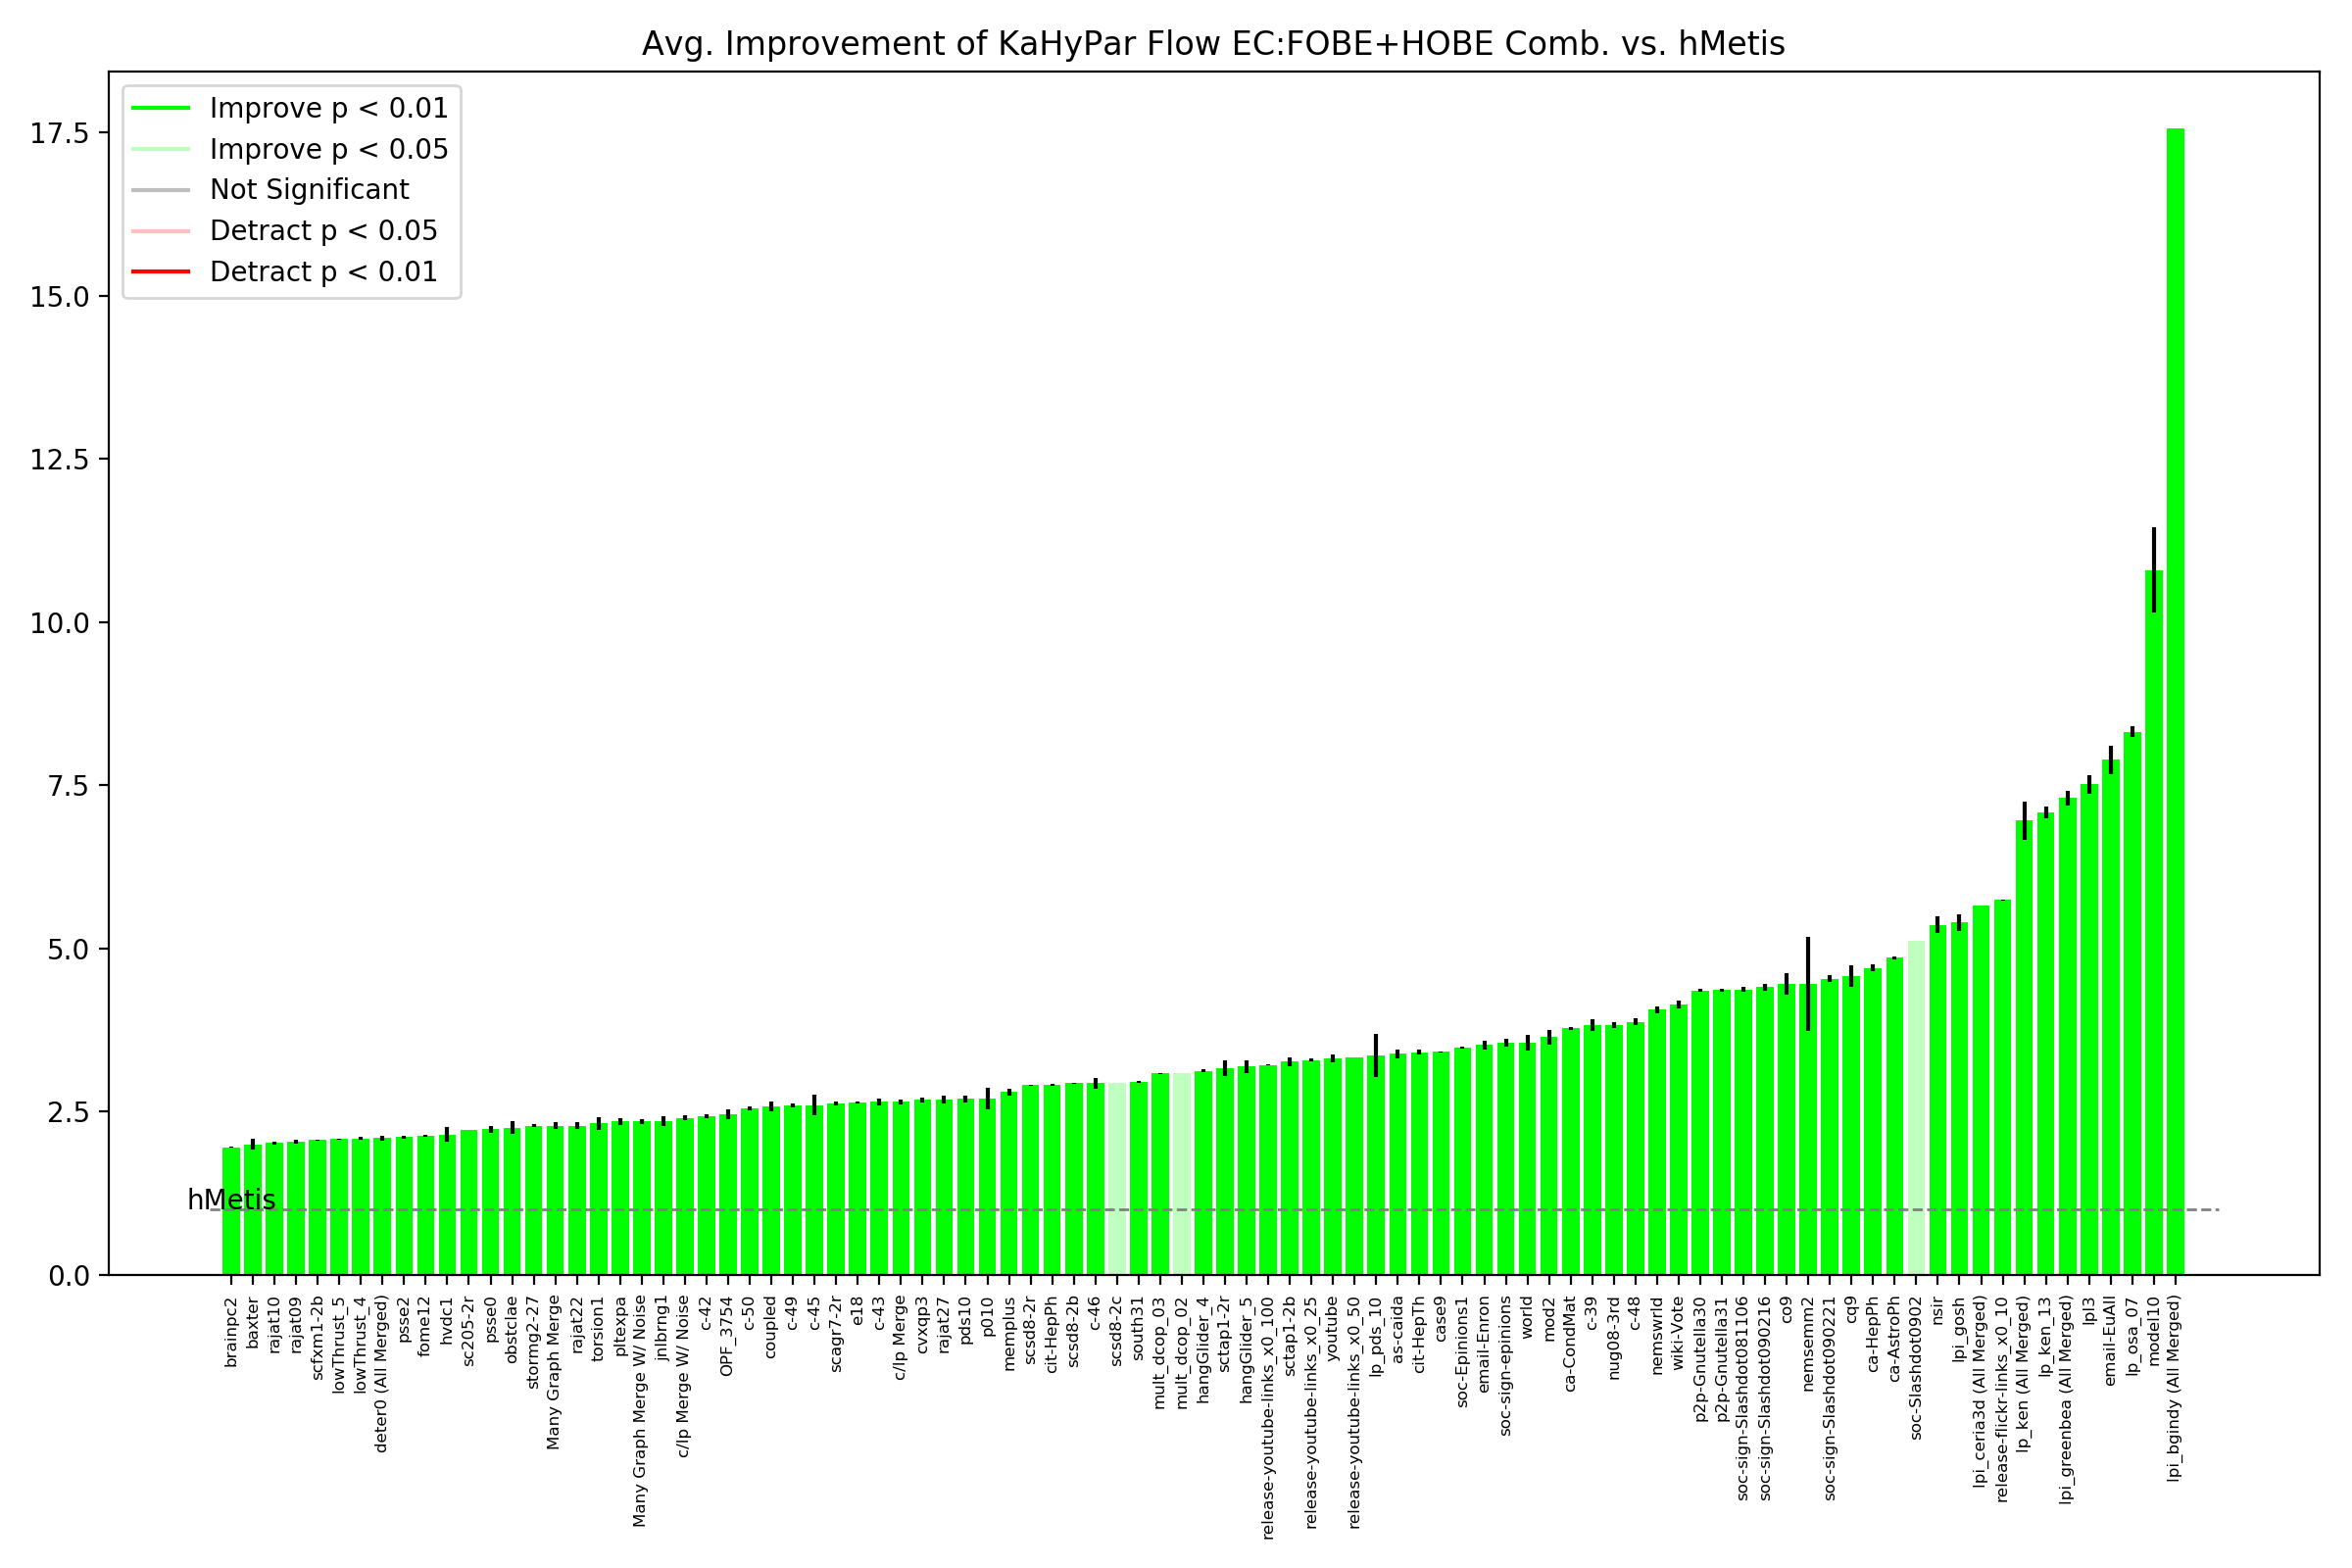 Avg. Improvement of KaHyPar Flow EC:FOBE+HOBE Comb. vs. hMetis
Improve p < 0.01
Improve p < 0.05
Not Significant
Detract p < 0.05
Detract p < 0.01
17.5
15.0
12.5
10.0
7.5
5.0
2.5
0.0
hMetis
brainpc2
baxter
rajat10
rajat09
scfxm1-2b
lowThrust_5
lowThrust_4
deter0 (All Merged)
psse2
fome12
hvdc1
sc205-2r
psse0
obstclae
stormg2-27
Many Graph Merge
rajat22
torsion1
pltexpa
Many Graph Merge W/ Noise
jnlbrng1
c/lp Merge W/ Noise
c-42
OPF_3754
c-50
coupled
c-49
c-45
scagr7-2r
e18
c-43
c/lp Merge
cvxqp3
rajat27
pds10
p010
memplus
scsd8-2r
cit-HepPh
scsd8-2b
c-46
scsd8-2c
south31
mult_dcop_03
mult_dcop_02
hangGlider_4
sctap1-2r
hangGlider_5
release-youtube-links_x0_100
sctap1-2b
release-youtube-links_x0_25
youtube
release-youtube-links_x0_50
lp_pds_10
as-caida
cit-HepTh
case9
soc-Epinions1
email-Enron
soc-sign-epinions
world
mod2
ca-CondMat
c-39
nug08-3rd
c-48
nemswrld
wiki-Vote
p2p-Gnutella30
p2p-Gnutella31
soc-sign-Slashdot081106
soc-sign-Slashdot090216
co9
nemsemm2
soc-sign-Slashdot090221
cq9
ca-HepPh
ca-AstroPh
soc-Slashdot0902
nsir
lpi_gosh
lpi_ceria3d (All Merged)
release-flickr-links_x0_10
lp_ken (All Merged)
lp_ken_13
lpi_greenbea (All Merged)
lpl3
email-EuAll
lp_osa_07
model10
lpi_bgindy (All Merged)